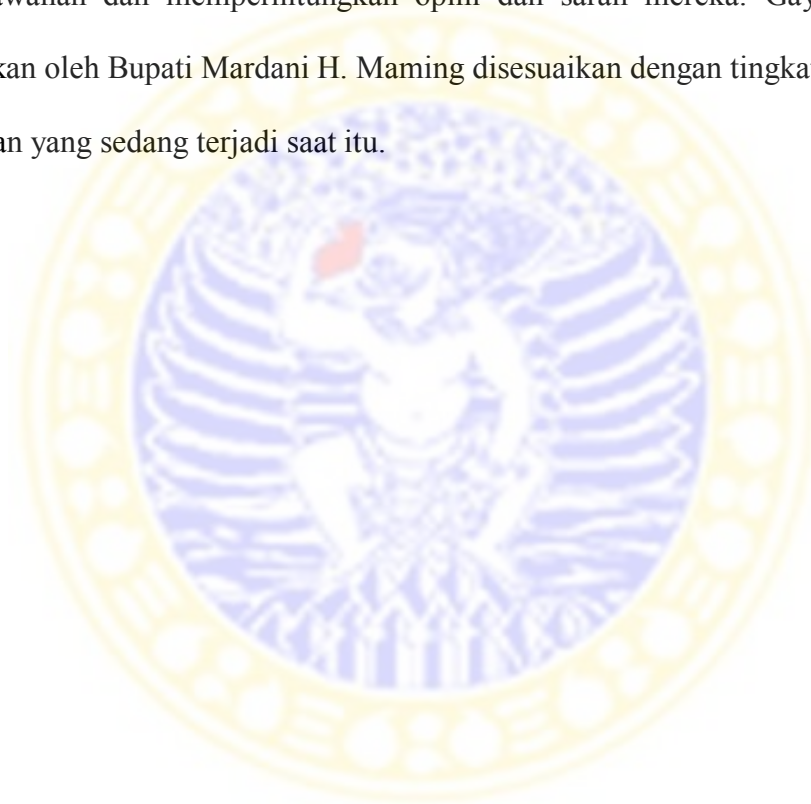 awahan dan memperhitungkan opini dan saran mereka. Gay
kan oleh Bupati Mardani H. Maming disesuaikan dengan tingka
an yang sedang terjadi saat itu.